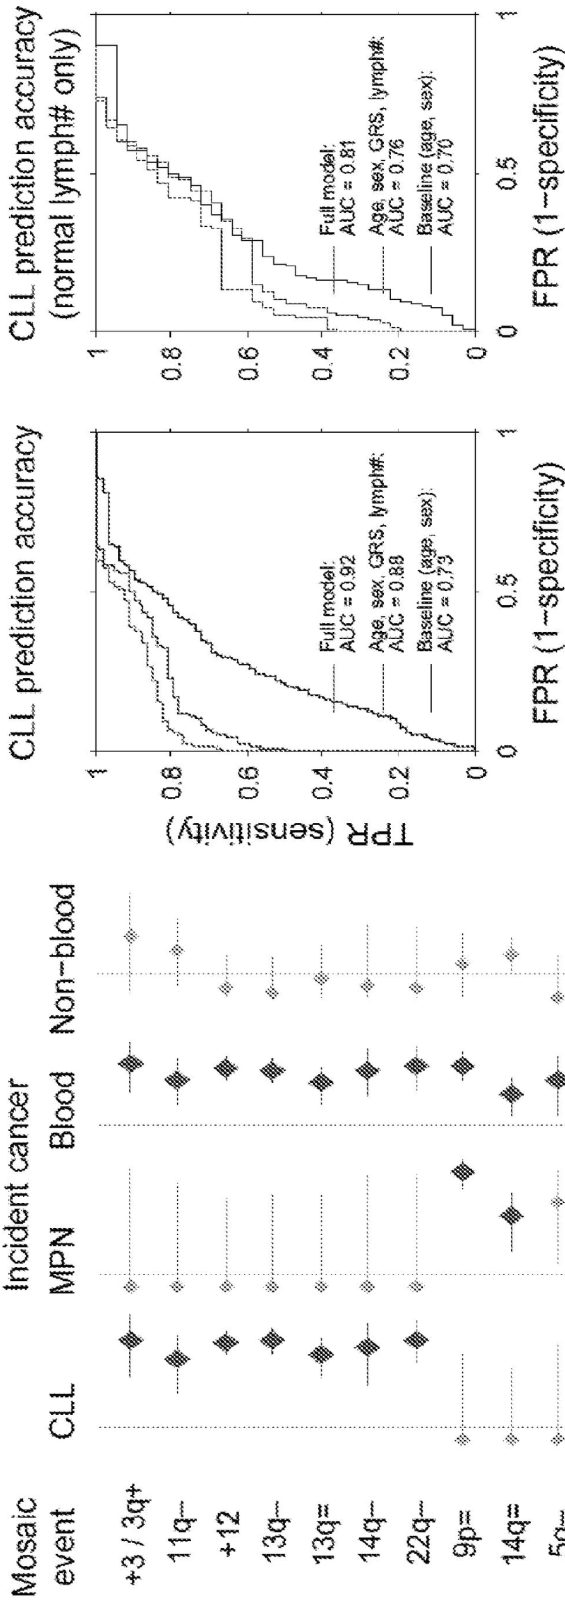 Mosaic event
Incident cancer
CLL MPN Blood Non−blood
+3 / 3q+
11q−
+12
13q−
13q=
14q−
22q−
9p=
14q=
CLL prediction accuracy
TPR (sensitivity)
1
0.8
0.6
0.4
0.2
0
Full model:
AUC = 0.92
Age, sex, GRS, lymph#:
AUC = 0.88
Baseline (age, sex):
AUC = 0.73
0 0.5 1
FPR (1−specificity)
CLL prediction accuracy
(normal lymph# only)
1
0.8
0.6
0.4
0.2
0
Full model:
AUC = 0.81
Age, sex, GRS, lymph#:
AUC = 0.76
Baseline (age, sex):
AUC = 0.70
0 0.5 1
FPR (1−specificity)